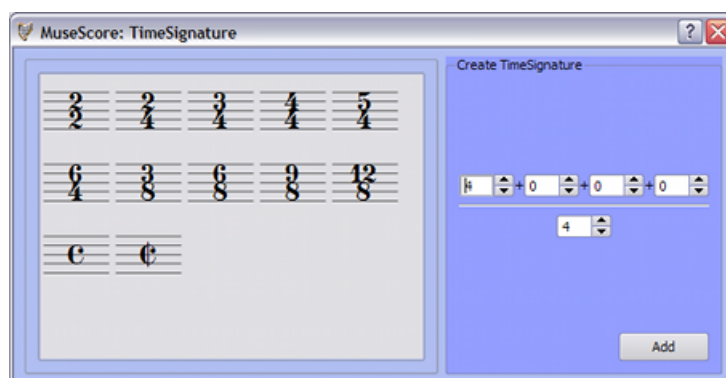 MuseScore: TimeSignature
Create TimeSignature
2 2 3 4 5
2 4 4 4 4
6 3 6 9 12
4 8 8 8 8
4 + 0 + 0 + 0
4
Add